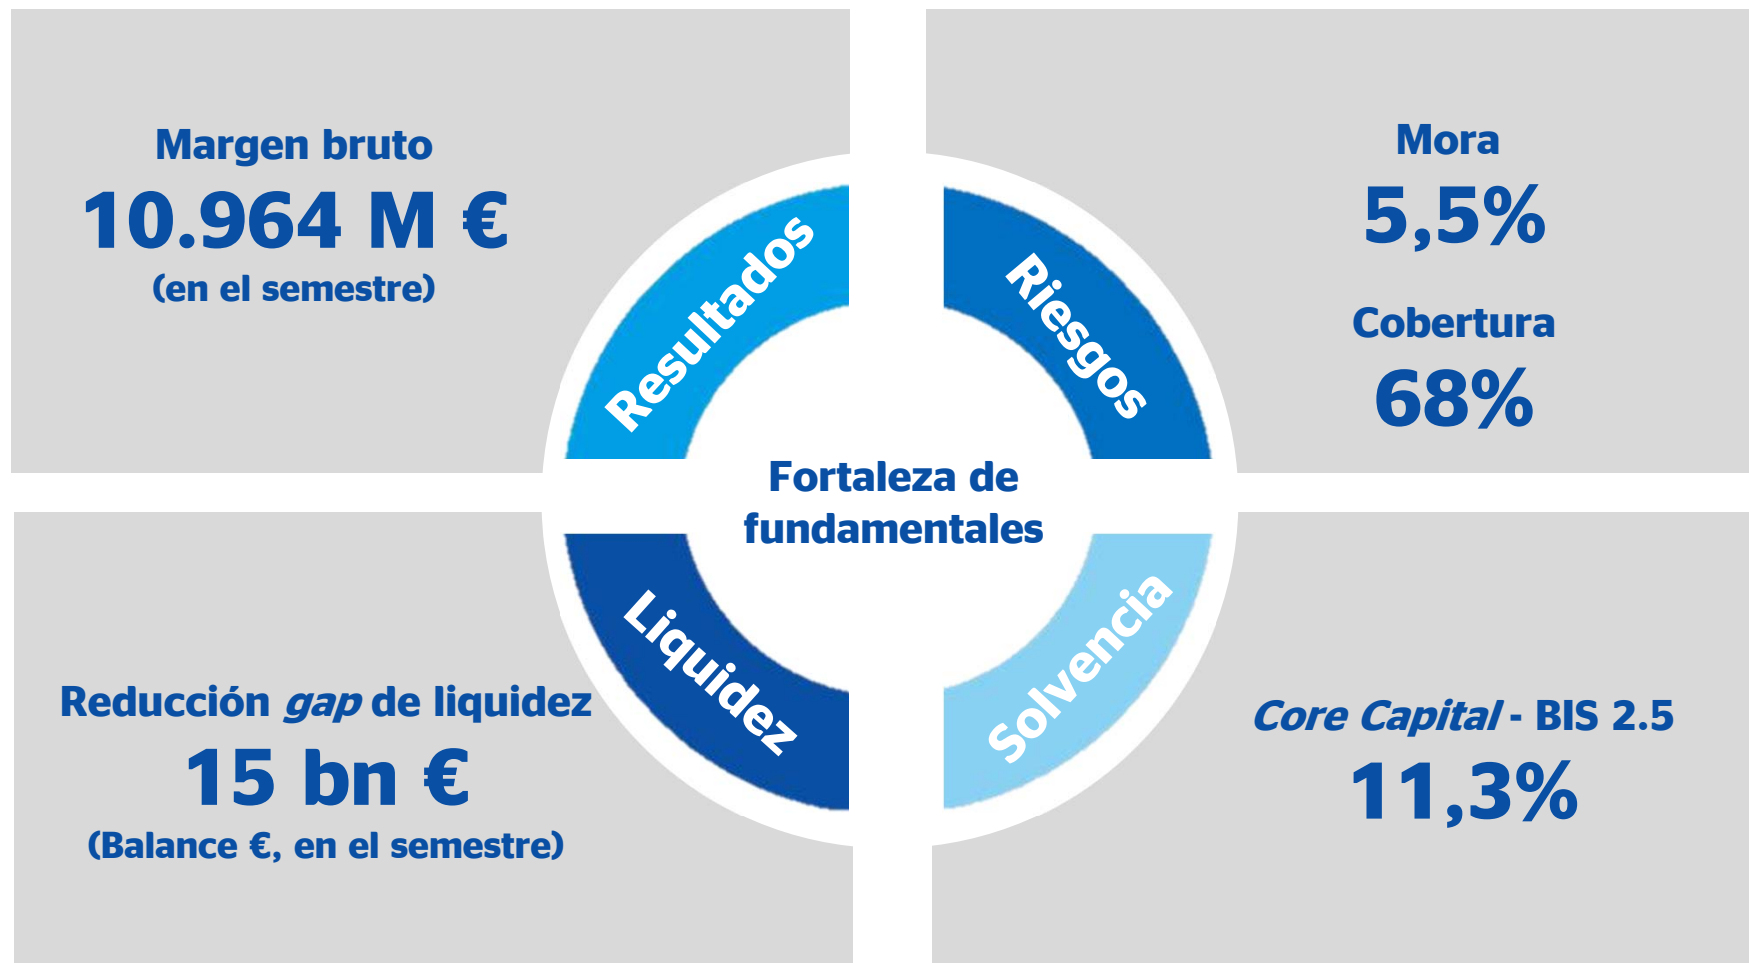 Margen bruto
10.964 M €
(en el semestre)
Resultados
Mora
5,5%
Cobertura
68%
Riesgos
Fortaleza de
fundamentales
Reducción gap de liquidez
15 bn €
(Balance €, en el semestre)
Liquidez
Solvencia
Core Capital - BIS 2.5
11,3%